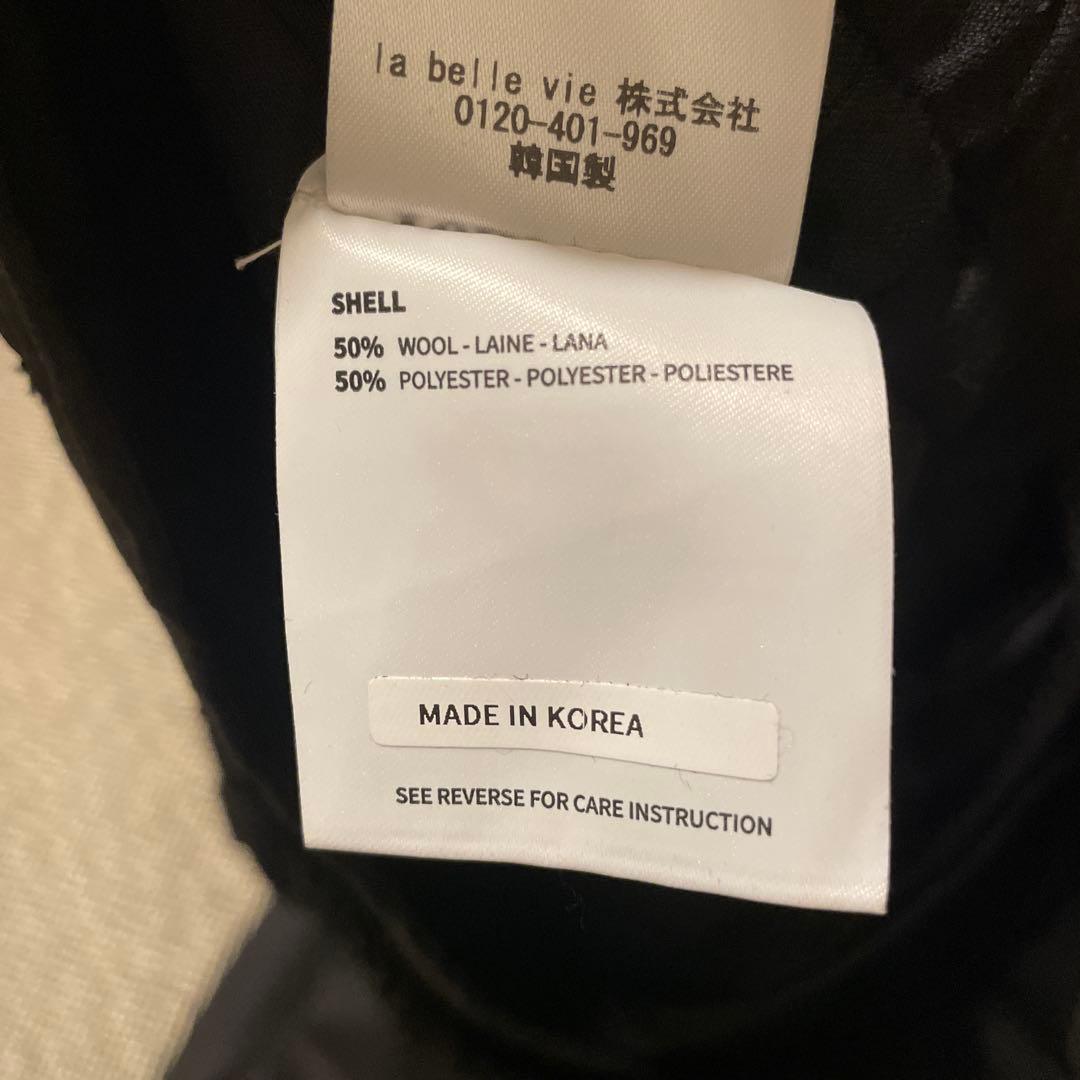 la belle vie 株式会社
0120-401-969
韓国製
SHELL
50% WOOL - LAINE - LANA
50% POLYESTER - POLYESTER - POLIESTERE
MADE IN KOREA
SEE REVERSE FOR CARE INSTRUCTION